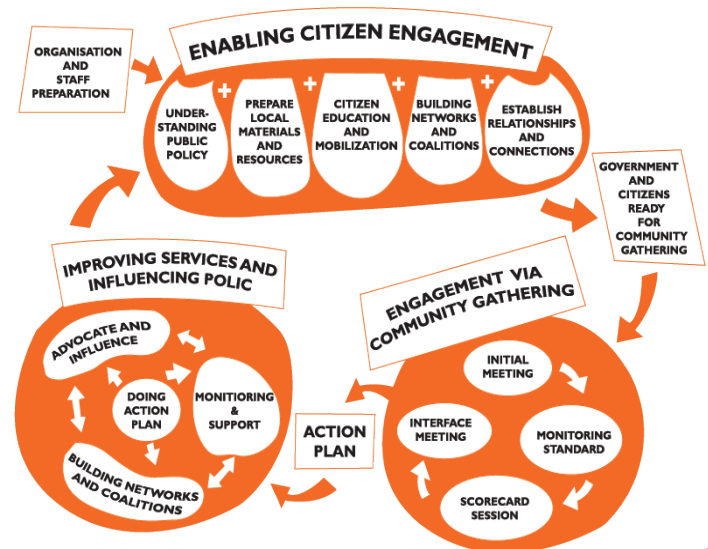 ENABLING CITIZEN ENGAGEMENT
ORGANISATION
AND
STAFF
PREPARATION
UNDER-
STANDING
PUBLIC
POLICY
+
PREPARE
LOCAL
MATERIALS
AND
RESOURCES
+
CITIZEN
EDUCATION
AND
MOBILIZATION
+
BUILDING
NETWORKS
AND
COALITIONS
+
ESTABLISH
RELATIONSHIPS
AND
CONNECTIONS
GOVERNMENT
AND
CITIZENS
READY
FOR
COMMUNITY
GATHERING
ENGAGEMENT VIA
COMMUNITY GATHERING
INITIAL
MEETING
MONITORING
STANDARD
SCORECARD
SESSION
INTERFACE
MEETING
ACTION
PLAN
IMPROVING SERVICES AND
INFLUENCING POLIC
ADVOCATE AND
INFLUENCE
DOING
ACTION
PLAN
MONITORING
&
SUPPORT
BUILDING NETWORKS
AND COALITIONS